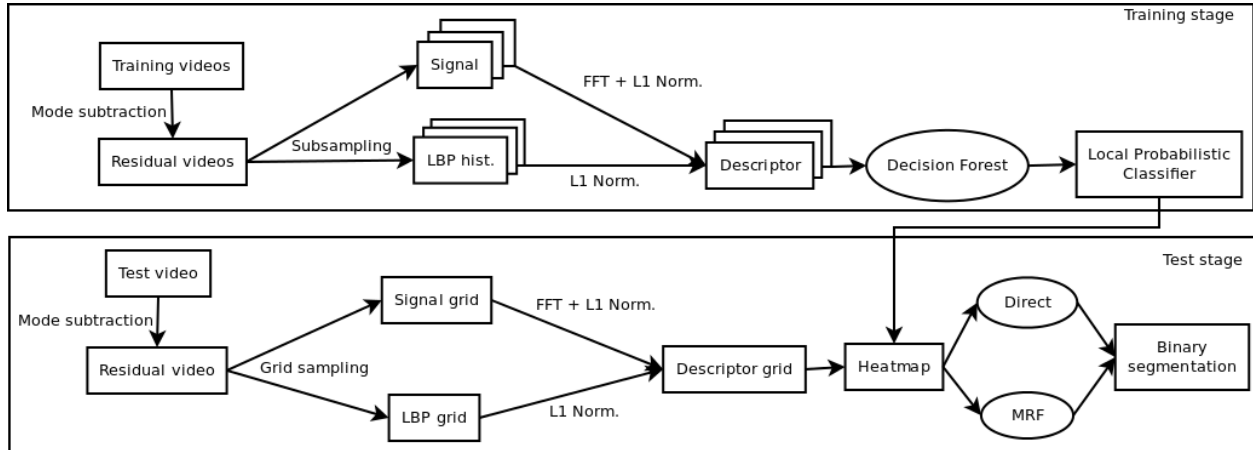 Training stage
Training videos
Signal
Mode subtraction
FFT + L1 Norm.
Residual videos
Subsampling
LBP hist.
L1 Norm.
Descriptor
Decision Forest
Local Probabilistic
Classifier
Test stage
Test video
Mode subtraction
Signal grid
FFT + L1 Norm.
Direct
Residual video
Grid sampling
Descriptor grid
Heatmap
Binary
segmentation
LBP grid
L1 Norm.
MRF